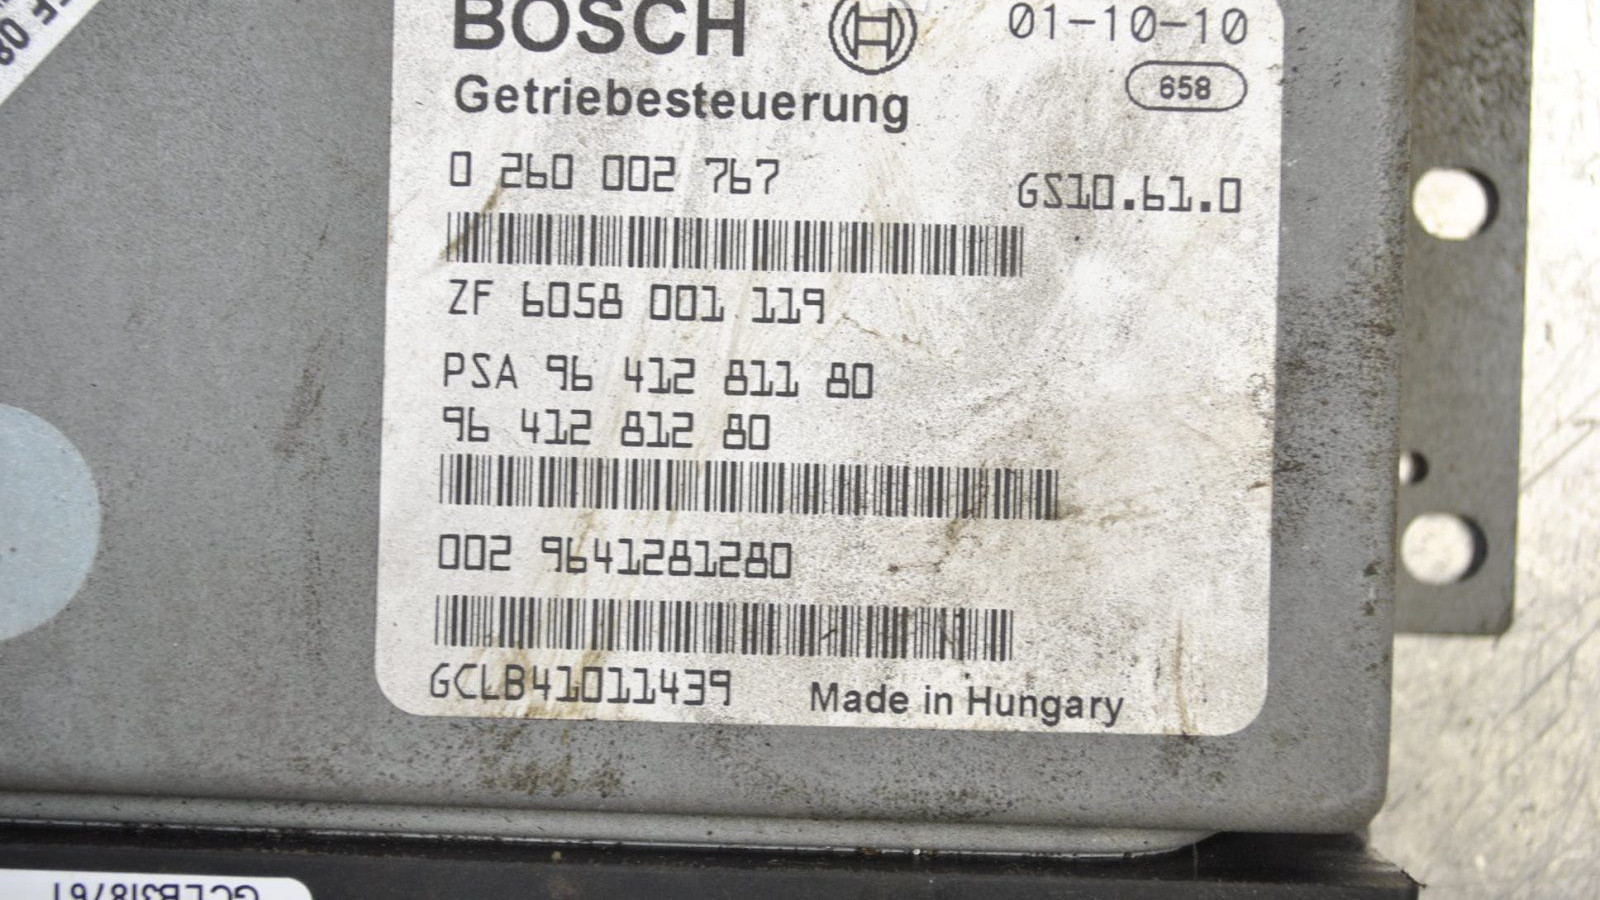 BOSCH 01-10-10
658
Getriebesteuerung
0 260 002 767 GS10.61.0
ZF 6058 001 119
PSA 96 412 811 80
96 412 812 80
002 9641281280
GCLB41011439 Made in Hungary